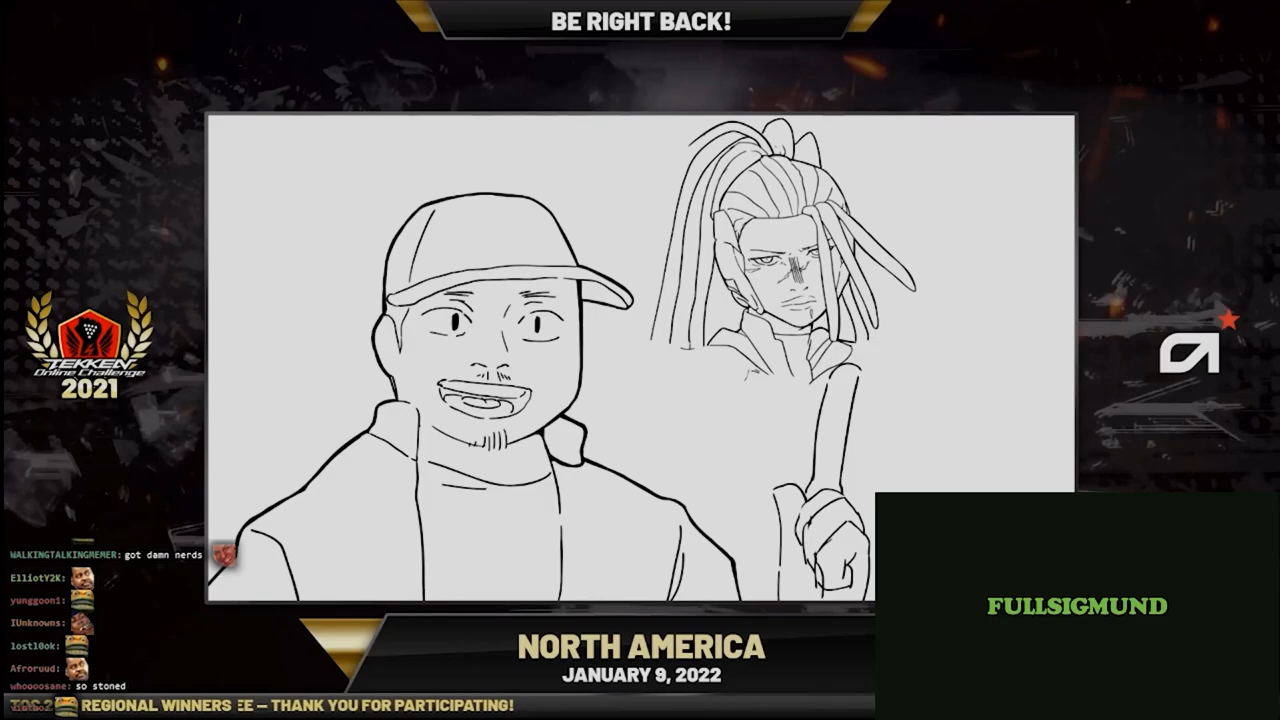 BE RIGHT BACK!
TEKKEN
Online Challenge
2021
WALKINGTALKINGMEMER: got damn nerds
ElliotY2K:
yunggoon1:
IUnknowns:
lost10ok:
Afroruud:
whoooosame: so stoned
FULLSIGMUND
NORTH AMERICA
JANUARY 9, 2022
REGIONAL WINNERS
— THANK YOU FOR PARTICIPATING!